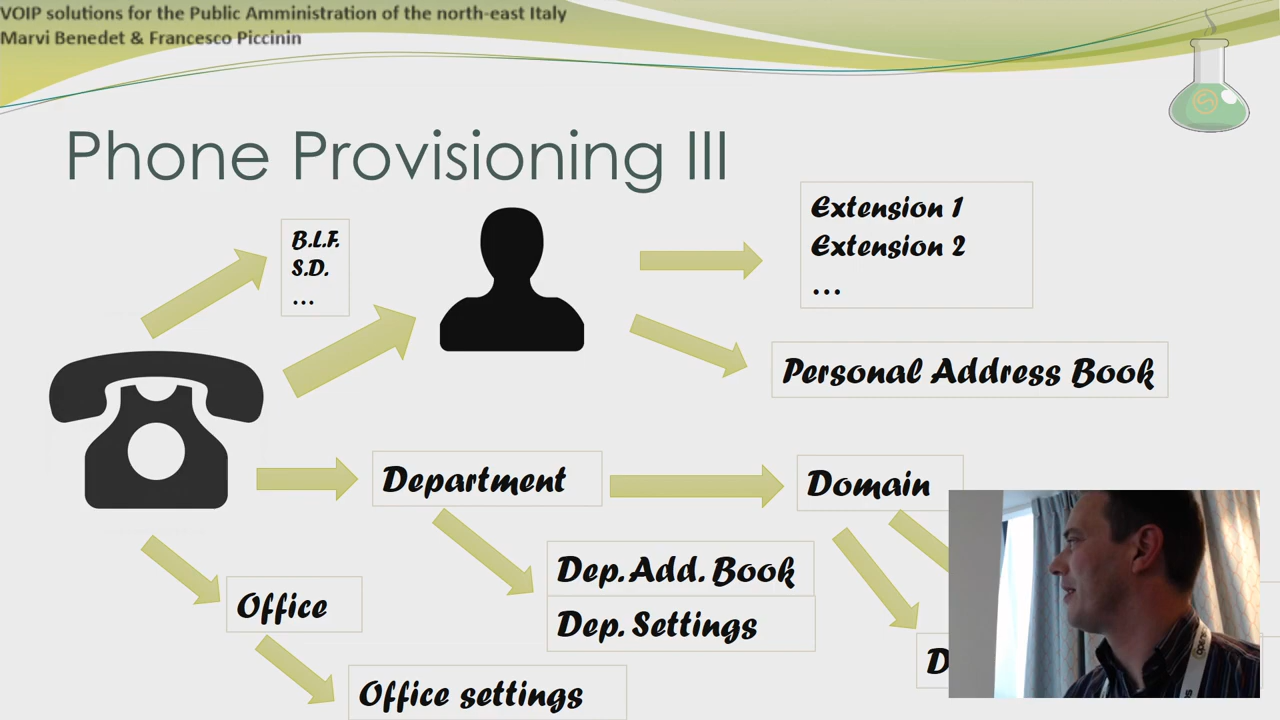 VOIP solutions for the Public Amministration of the north-east Italy
Marvi Benedet & Francesco Piccinin
Phone Provisioning III
B.L.F.
S.D.
...
Extension 1
Extension 2
...
Personal Address Book
Department
Domain
Dep. Add. Book
Dep. Settings
Office
Office settings